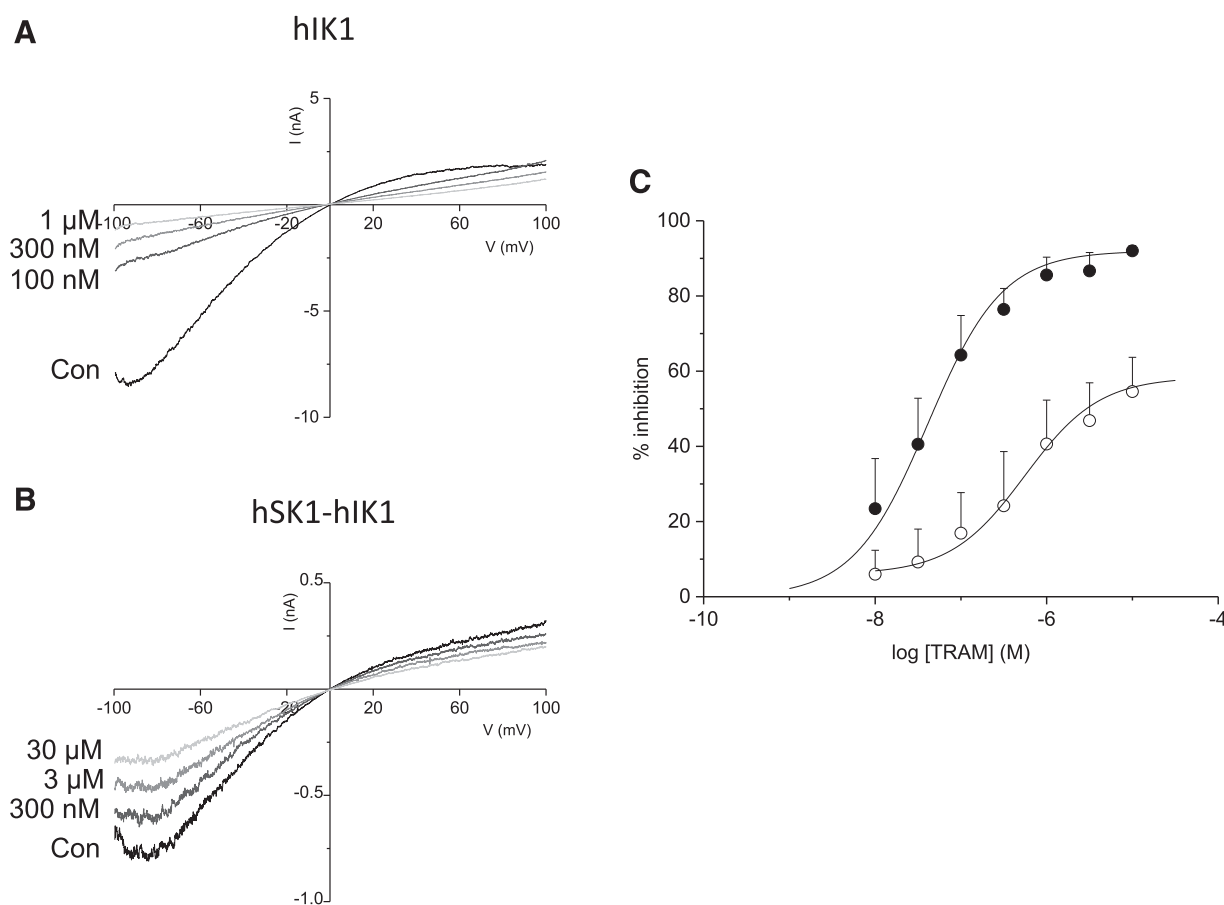 A
hIK1
5
I (nA)
1 µM
-100
-60
-20
20
60
100
300 nM
V (mV)
100 nM
-5
Con
-10
B
hSK1-hIK1
0.5
I (nA)
-100
-60
-20
20
60
100
V (mV)
30 µM
3 µM
300 nM
-0.5
Con
-1.0
C
100
80
60
40
20
0
% inhibition
-10
-8
-6
-4
log [TRAM] (M)